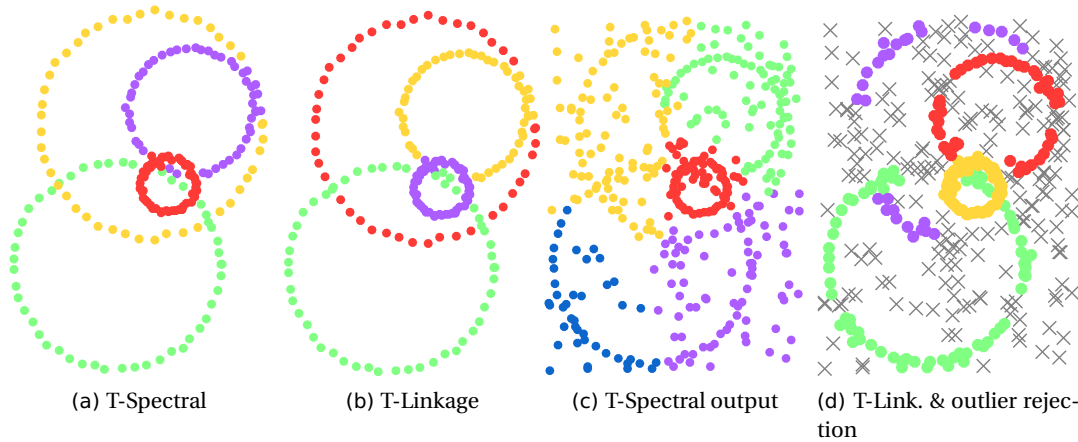 (a) T-Spectral
(b) T-Linkage
(c) T-Spectral output
(d) T-Link. & outlier rejec-
tion